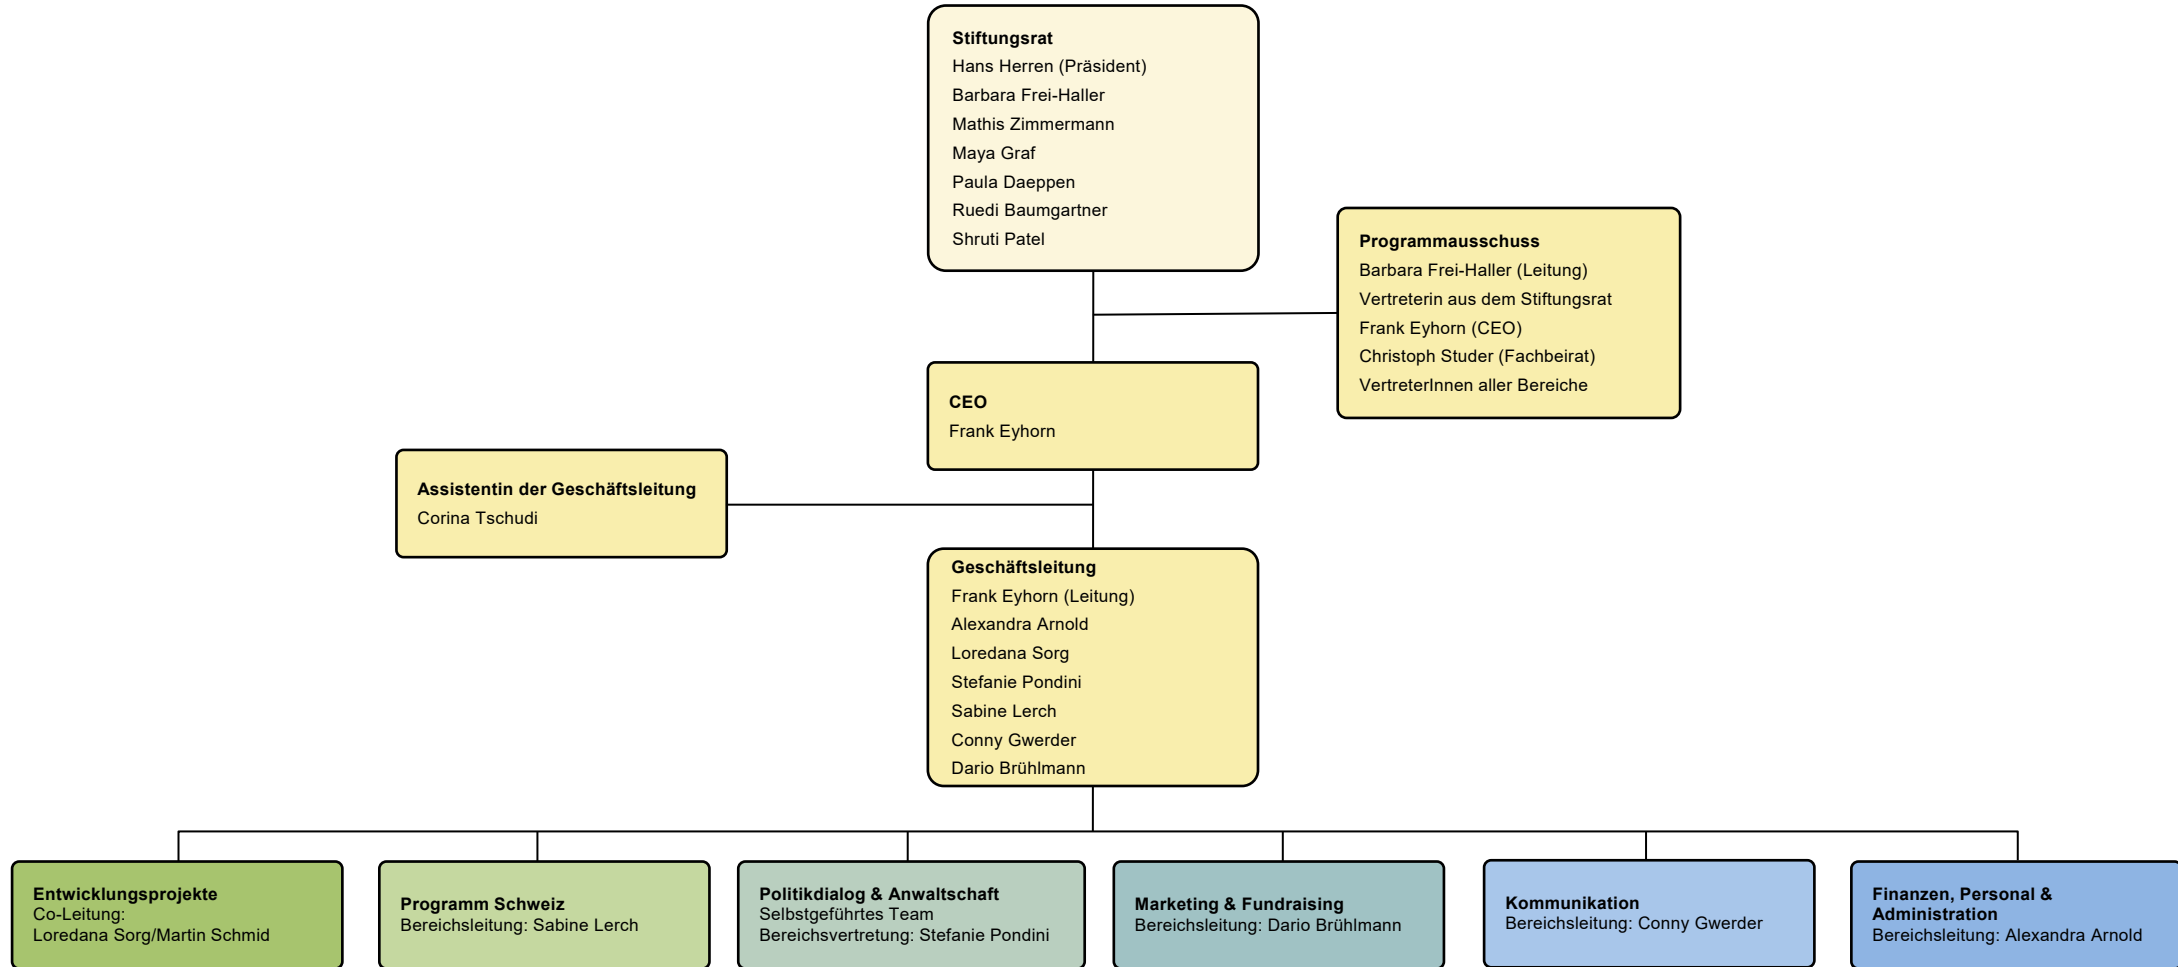 Stiftungsrat
Hans Herren (Präsident)
Barbara Frei-Haller
Mathis Zimmermann
Maya Graf
Paula Daeppen
Ruedi Baumgartner
Shruti Patel
Programmausschuss
Barbara Frei-Haller (Leitung)
Vertreterin aus dem Stiftungsrat
Frank Eyhorn (CEO)
Christoph Studer (Fachbeirat)
VertreterInnen aller Bereiche
CEO
Frank Eyhorn
Assistentin der Geschäftsleitung
Corina Tschudi
Geschäftsleitung
Frank Eyhorn (Leitung)
Alexandra Arnold
Loredana Sorg
Stefanie Pondini
Sabine Lerch
Conny Gwerder
Dario Brühlmann
Entwicklungsprojekte
Co-Leitung:
Loredana Sorg/Martin Schmid
Programm Schweiz
Bereichsleitung: Sabine Lerch
Politikdialog & Anwaltschaft
Selbstgeführtes Team
Bereichsvertretung: Stefanie Pondini
Marketing & Fundraising
Bereichsleitung: Dario Brühlmann
Kommunikation
Bereichsleitung: Conny Gwerder
Finanzen, Personal &
Administration
Bereichsleitung: Alexandra Arnold